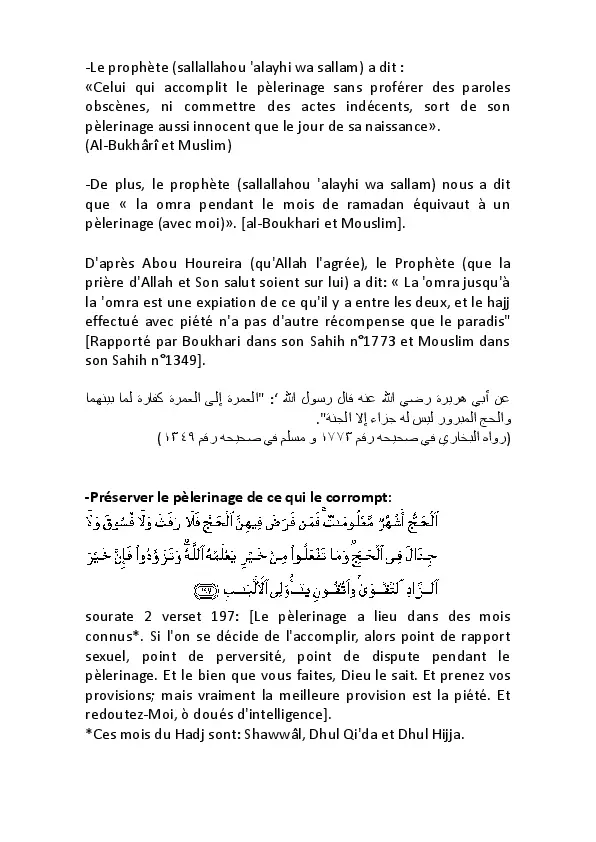 -Le prophète (sallallahou 'alayhi wa sallam) a dit :
«Celui qui accomplit le pèlerinage sans proférer des paroles
obscènes, ni commettre des actes indécents, sort de son
pèlerinage aussi innocent que le jour de sa naissance».
(Al-Bukhârî et Muslim)
-De plus, le prophète (sallallahou 'alayhi wa sallam) nous a dit
que « la omra pendant le mois de ramadan équivaut à un
pèlerinage (avec moi)». [al-Boukhari et Mouslim].
D'après Abou Houreira (qu'Allah l'agrée), le Prophète (que la
prière d'Allah et Son salut soient sur lui) a dit: « La 'omra jusqu'à
la 'omra est une expiation de ce qu'il y a entre les deux, et le hajj
effectué avec piété n'a pas d'autre récompense que le paradis"
[Rapporté par Boukhari dans son Sahih n°1773 et Mouslim dans
son Sahih n°1349].
عن أبي هريرة رضي الله عنه قال رسول الله ‘: "العمرة إلى العمرة كفارة لما بينهما
والحج المبرور ليس له جزاء إلا الجنة".
(رواه البخاري في صحيحه رقم ١٧٧٣ و مسلم في صحيحه رقم ١٣٤٩)
-Préserver le pèlerinage de ce qui le corrompt:
ٱلْحَجُّ أَشْهُرٌ مَّعْلُومَـٰتٌ ۚ فَمَن فَرَضَ فِيهِنَّ ٱلْحَجَّ فَلَا رَفَثَ وَلَا فُسُوقَ وَلَا
جِدَالَ فِى ٱلْحَجِّ ۗ وَمَا تَفْعَلُوا۟ مِنْ خَيْرٍ يَعْلَمْهُ ٱللَّهُ ۗ وَتَزَوَّدُوا۟ فَإِنَّ خَيْرَ
ٱلزَّادِ ٱلتَّقْوَىٰ ۚ وَٱتَّقُونِ يَـٰٓأُو۟لِى ٱلْأَلْبَـٰبِ ﴿١٩٧﴾
sourate 2 verset 197: [Le pèlerinage a lieu dans des mois
connus*. Si l'on se décide de l'accomplir, alors point de rapport
sexuel, point de perversité, point de dispute pendant le
pèlerinage. Et le bien que vous faites, Dieu le sait. Et prenez vos
provisions; mais vraiment la meilleure provision est la piété. Et
redoutez-Moi, ò doués d'intelligence].
*Ces mois du Hadj sont: Shawwâl, Dhul Qi'da et Dhul Hijja.